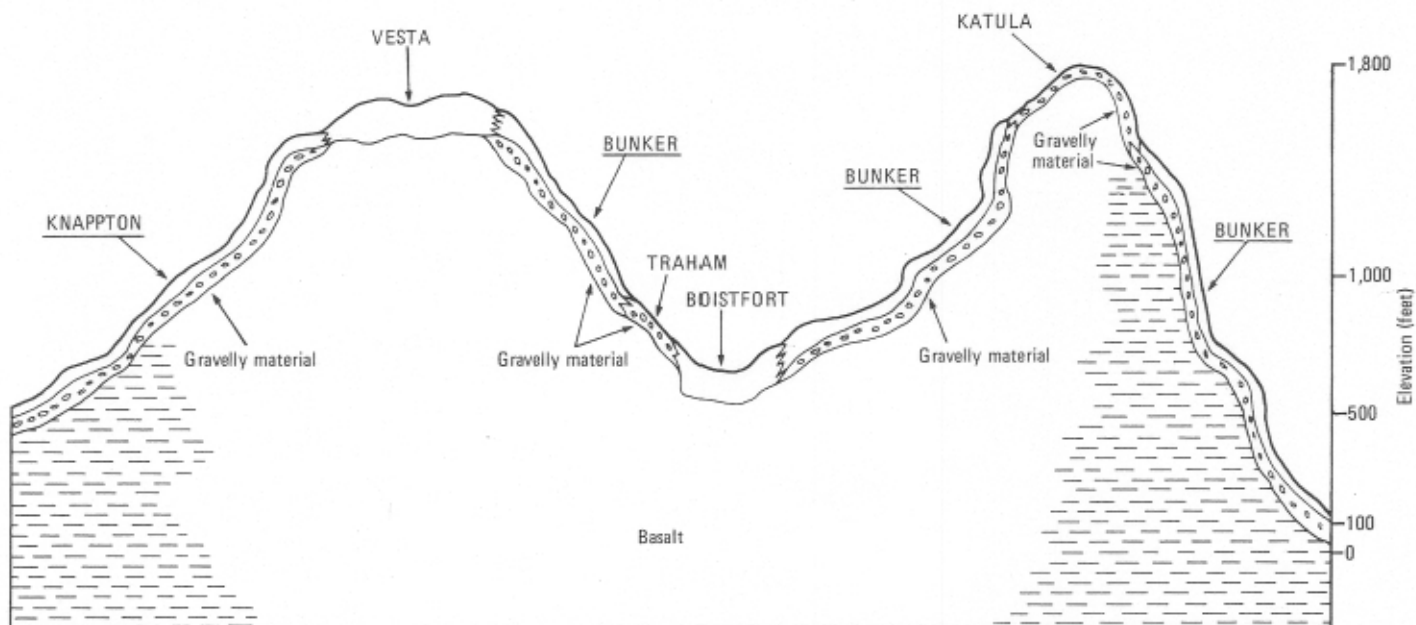 KATULA
VESTA
1,800
BUNKER
Gravelly
material
BUNKER
KNAPPTON
BUNKER
TRAHAM
BOISTFORT
1,000
Gravelly material
Gravelly material
Gravelly material
Elevation (feet)
500
Basalt
100
0